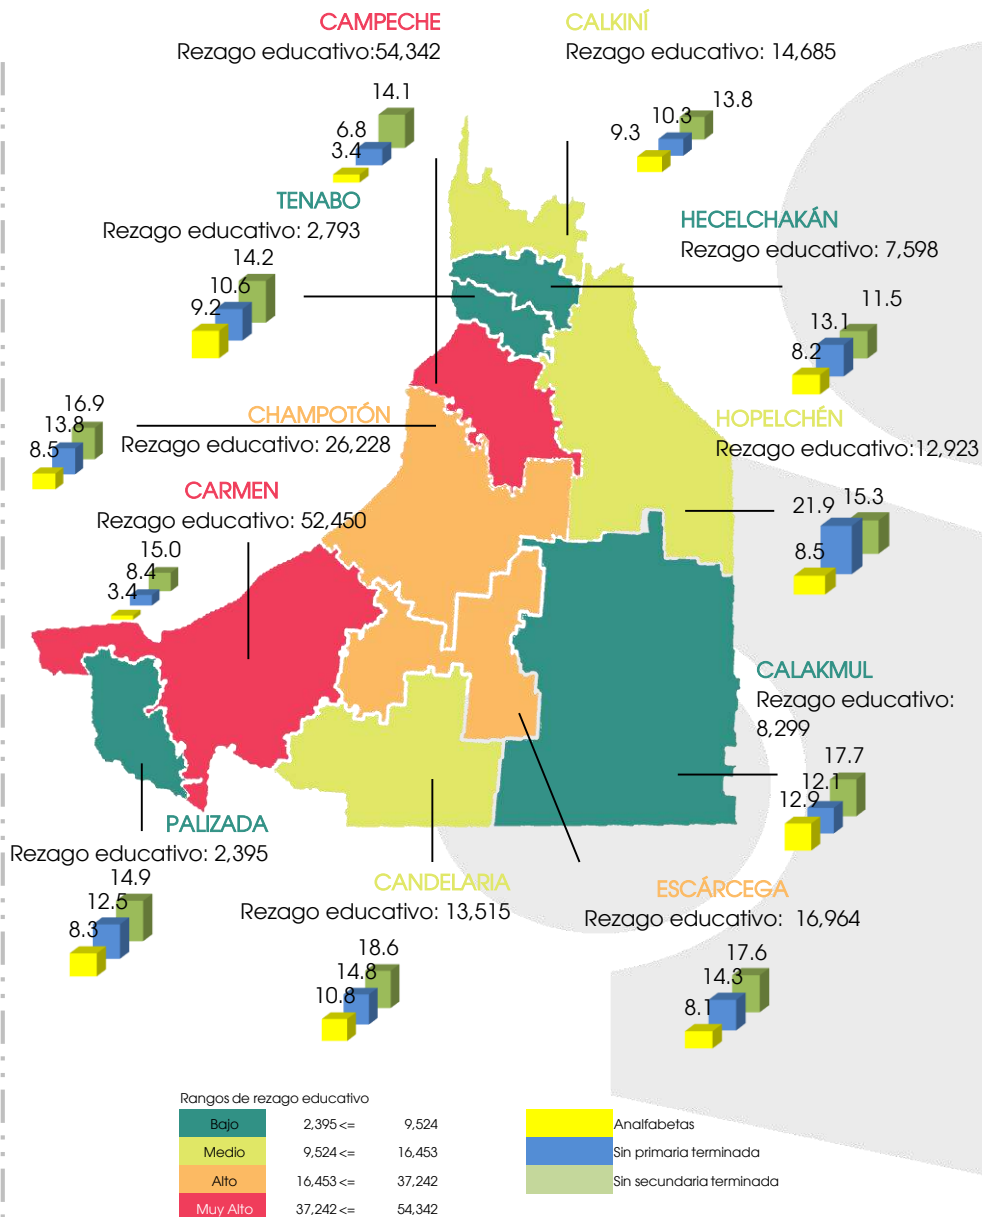 CAMPECHE
Rezago educativo:54,342
14.1
6.8
3.4
CALKINÍ
Rezago educativo: 14,685
13.8
10.3
9.3
TENABO
Rezago educativo: 2,793
14.2
10.6
9.2
HECELCHAKÁN
Rezago educativo: 7,598
11.5
13.1
8.2
CHAMPOTÓN
Rezago educativo: 26,228
16.9
13.8
8.5
HOPELCHÉN
Rezago educativo:12,923
21.9
15.3
8.5
CARMEN
Rezago educativo: 52,450
15.0
8.4
3.4
CALAKMUL
Rezago educativo:
8,299
17.7
12.1
12.9
PALIZADA
Rezago educativo: 2,395
14.9
12.5
8.3
CANDELARIA
Rezago educativo: 13,515
18.6
14.8
10.8
ESCÁRCEGA
Rezago educativo: 16,964
17.6
14.3
8.1
Rangos de rezago educativo
Bajo 2,395 <= 9,524
Medio 9,524 <= 16,453
Alto 16,453 <= 37,242
Muy Alto 37,242 <= 54,342
Analfabetas
Sin primaria terminada
Sin secundaria terminada